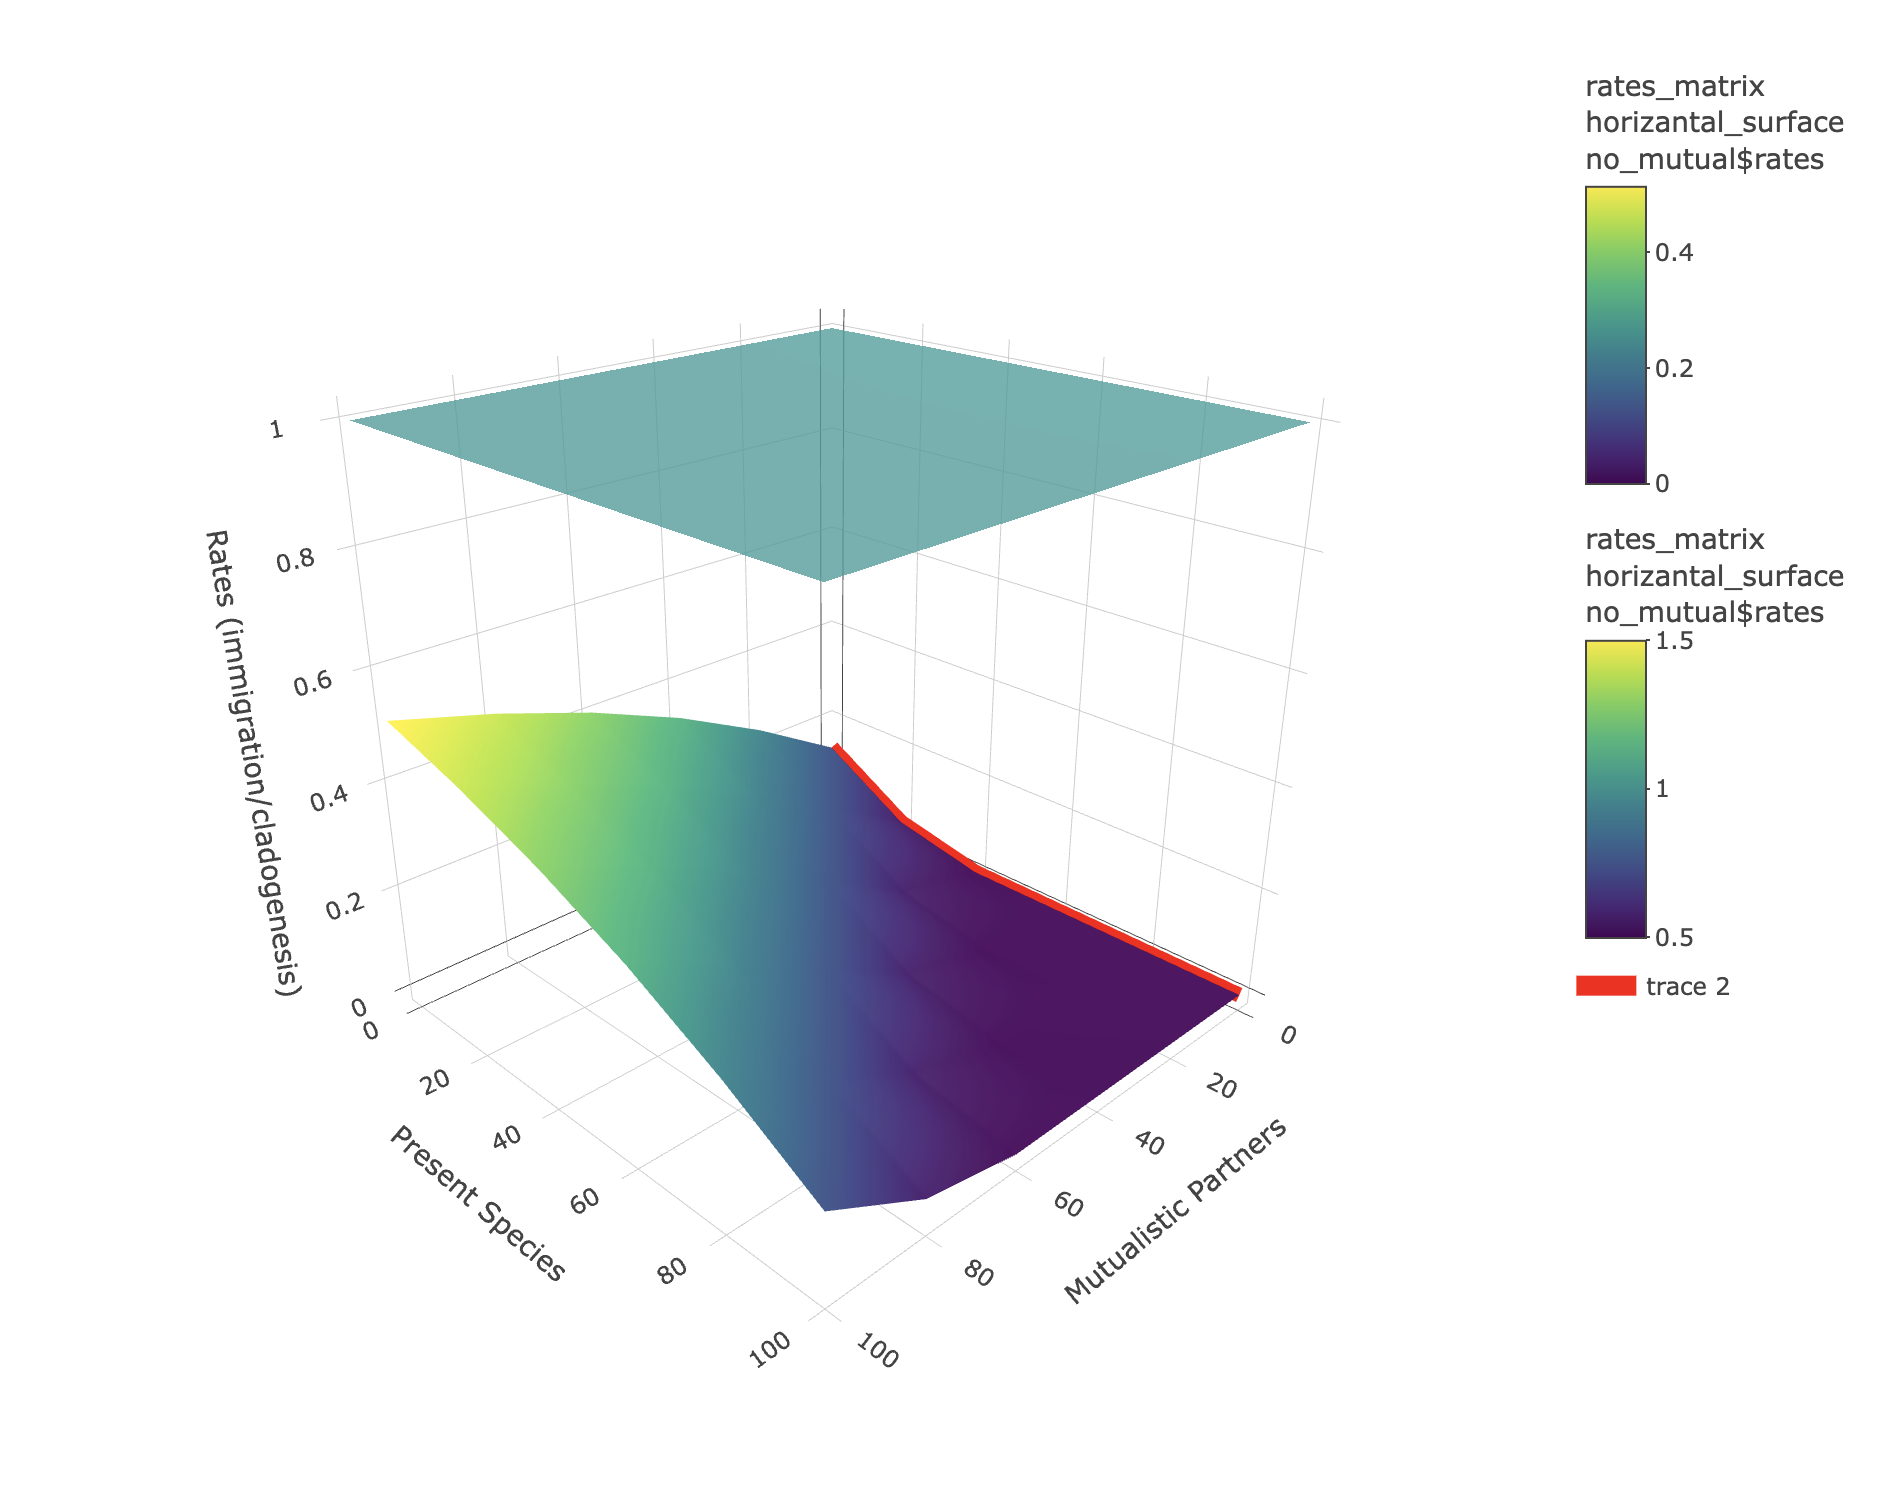 rates_matrix
horizantal_surface
no_mutual$rates
0.4
0.2
0
rates_matrix
horizantal_surface
no_mutual$rates
1.5
1
0.5
trace 2
Rates (immigration/cladogenesis)
1
0.8
0.6
0.4
0.2
0
Present Species
0
20
40
60
80
100
Mutualistic Partners
0
20
40
60
80
100